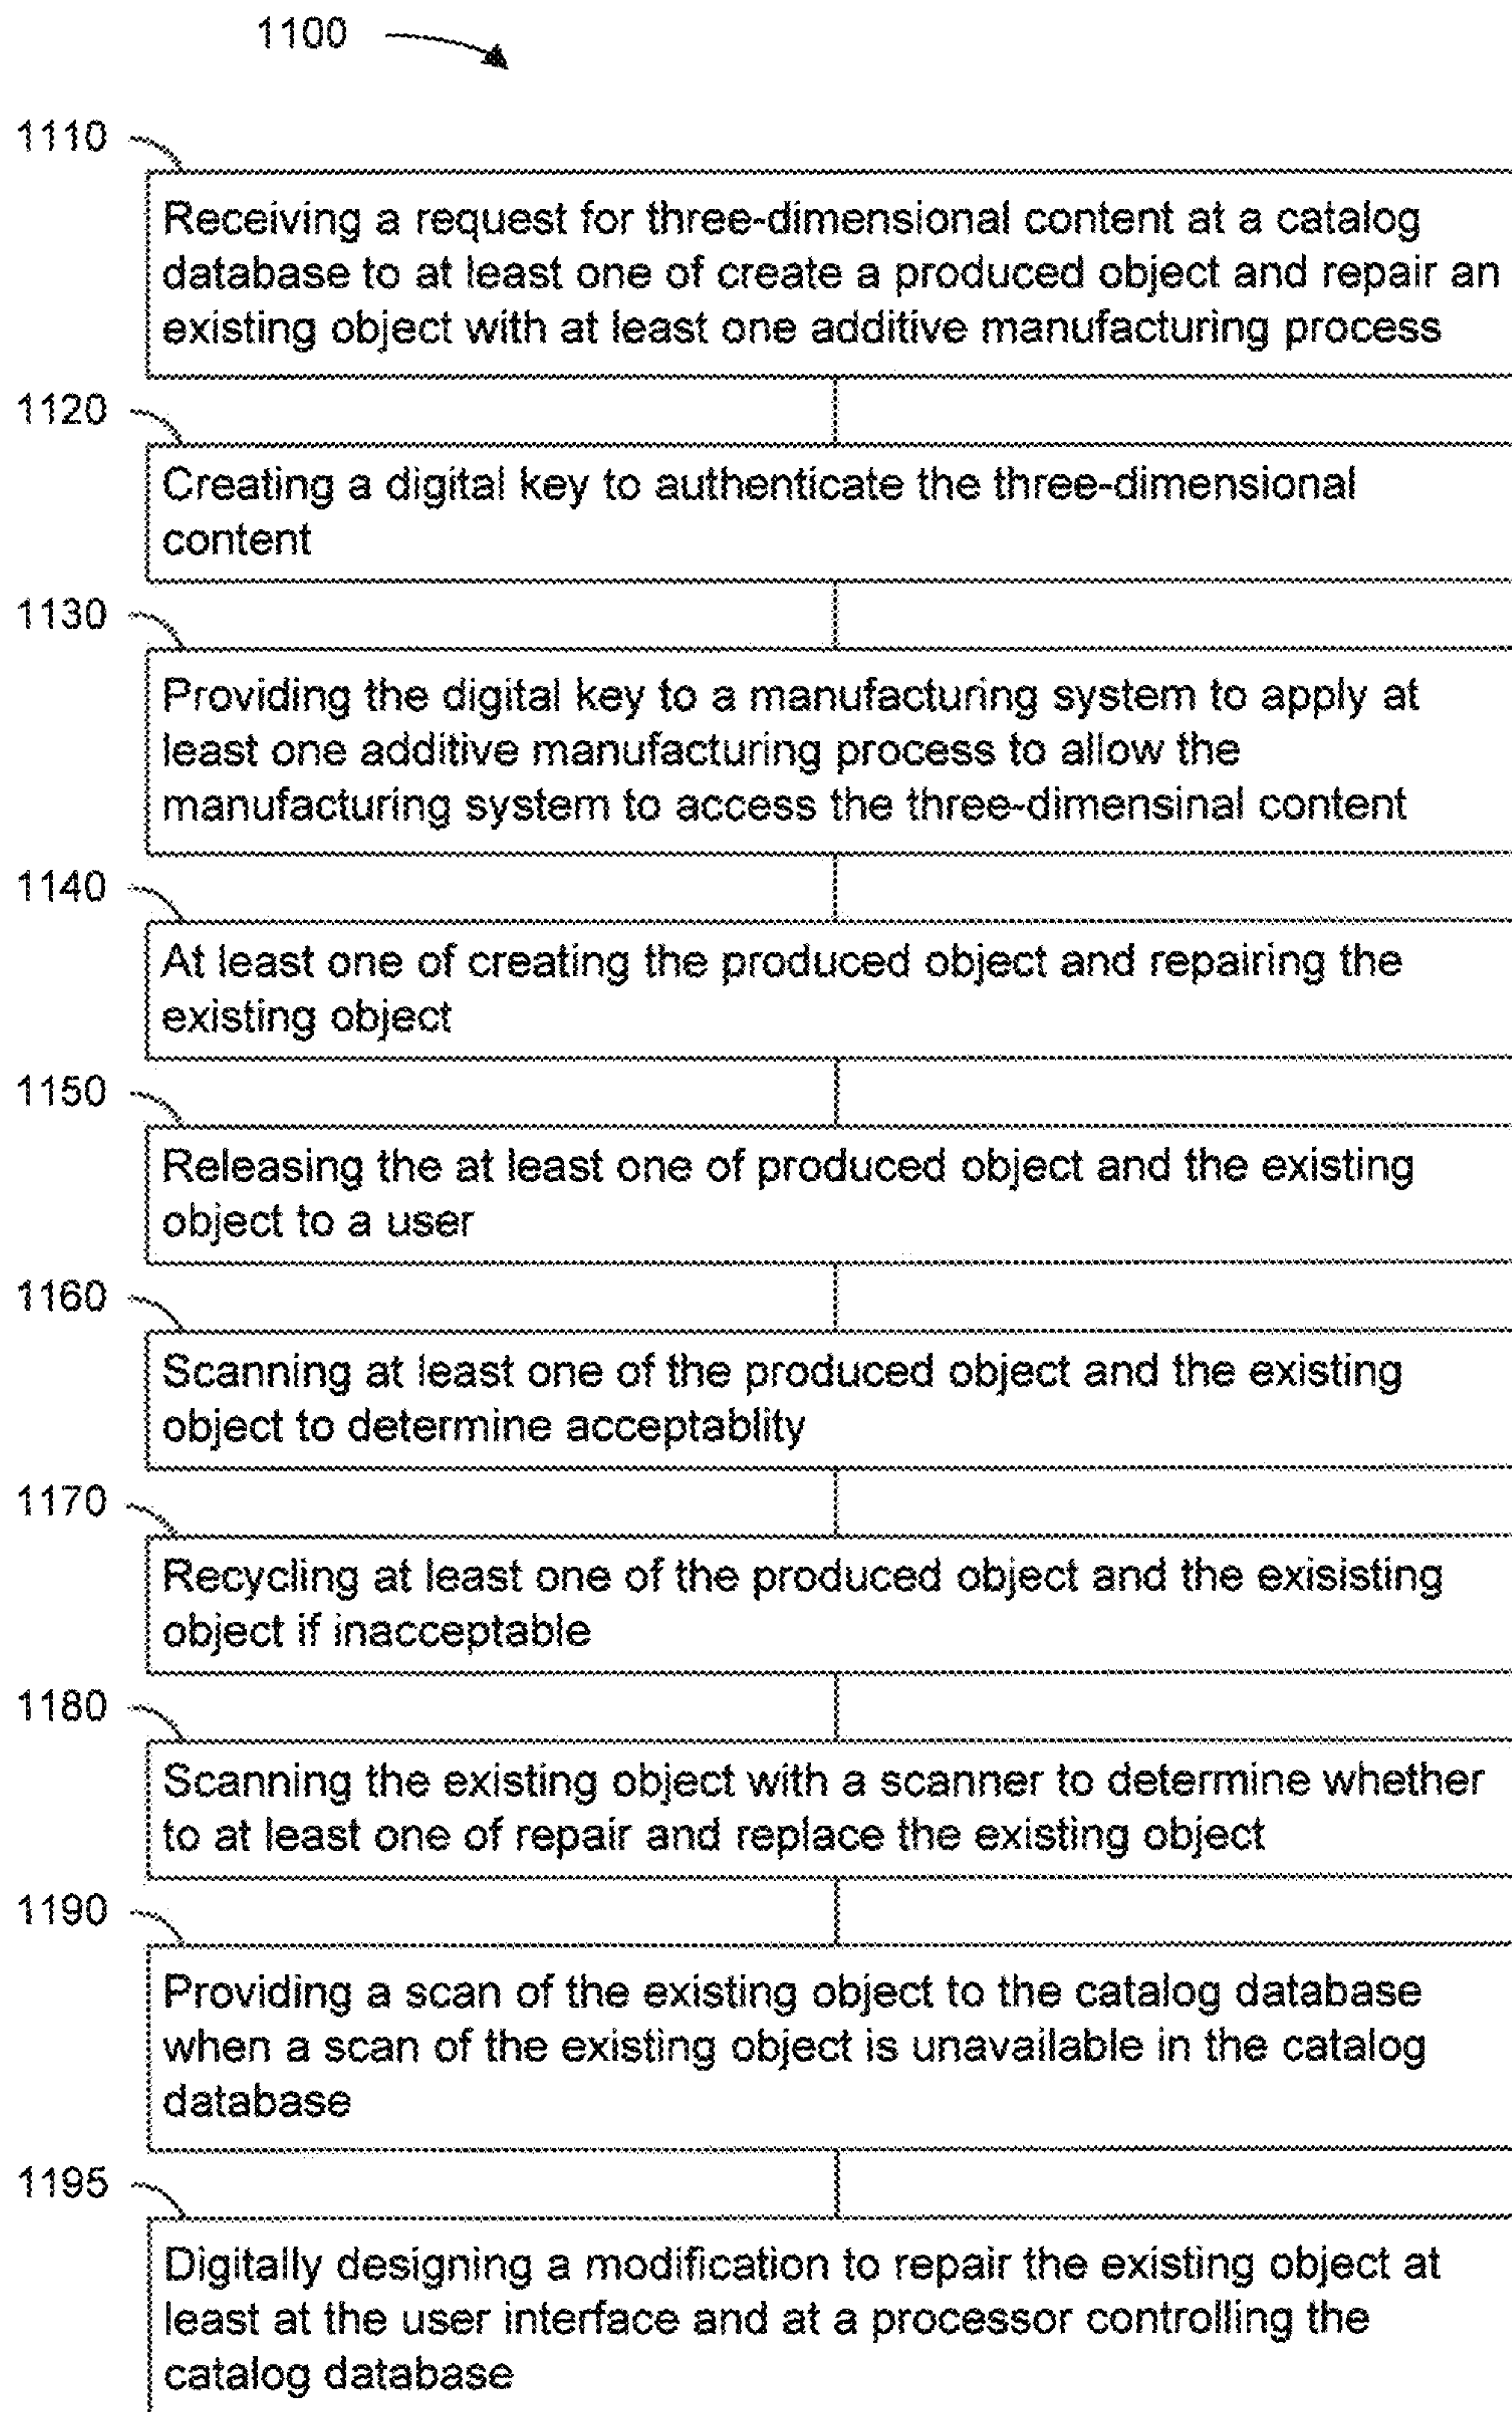 1100
1110
Receiving a request for three-dimensional content at a catalog
database to at least one of create a produced object and repair an
existing object with at least one additive manufacturing process
1120
Creating a digital key to authenticate the three-dimensional
content
1130
Providing the digital key to a manufacturing system to apply at
least one additive manufacturing process to allow the
manufacturing system to access the three-dimensinal content
1140
At least one of creating the produced object and repairing the
existing object
1150
Releasing the at least one of produced object and the existing
object to a user
1160
Scanning at least one of the produced object and the existing
object to determine acceptablity
1170
Recycling at least one of the produced object and the exisisting
object if inacceptable
1180
Scanning the existing object with a scanner to determine whether
to at least one of repair and replace the existing object
1190
Providing a scan of the existing object to the catalog database
when a scan of the existing object is unavailable in the catalog
database
1195
Digitally designing a modification to repair the existing object at
least at the user interface and at a processor controlling the
catalog database